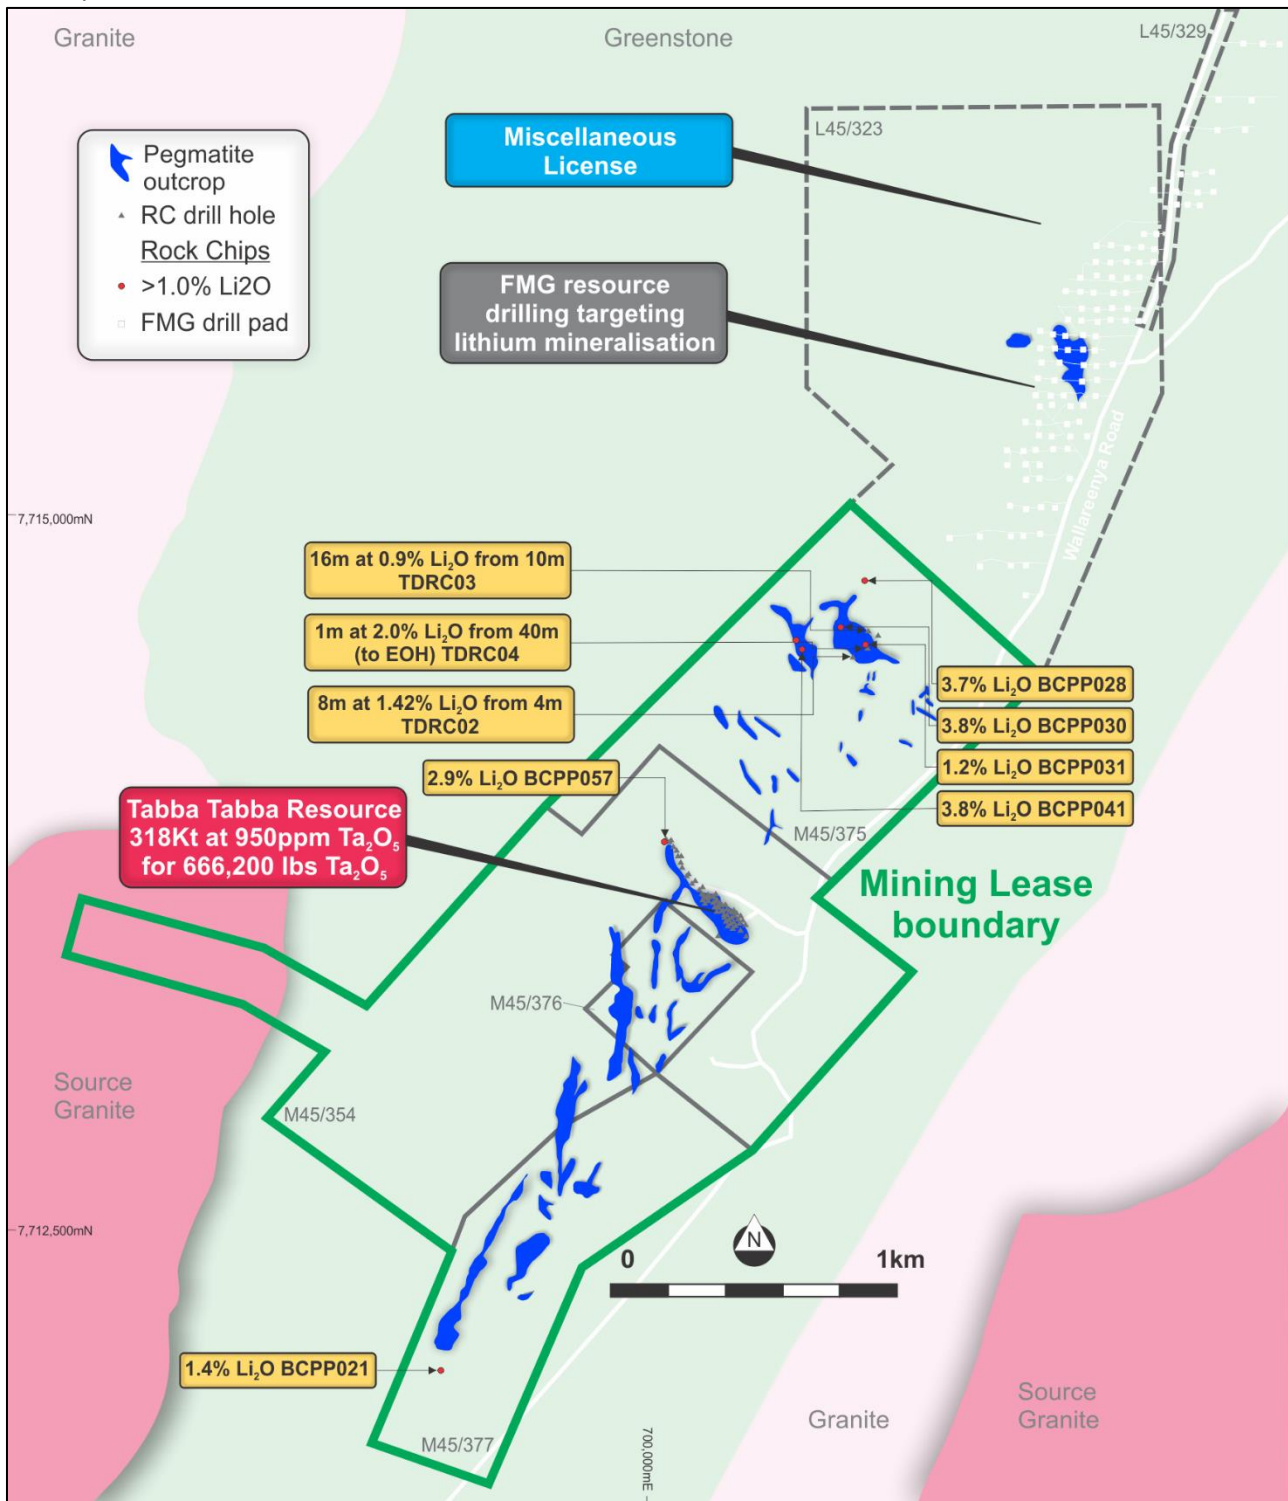 Granite
Greenstone
L45/329
L45/323
Miscellaneous
License
Pegmatite
outcrop
RC drill hole
Rock Chips
>1.0% Li2O
FMG drill pad
FMG resource
drilling targeting
lithium mineralisation
Wallareenya Road
7,715,000mN
16m at 0.9% Li₂O from 10m
TDRC03
1m at 2.0% Li₂O from 40m
(to EOH) TDRC04
8m at 1.42% Li₂O from 4m
TDRC02
3.7% Li₂O BCPP028
3.8% Li₂O BCPP030
1.2% Li₂O BCPP031
3.8% Li₂O BCPP041
2.9% Li₂O BCPP057
Tabba Tabba Resource
318Kt at 950ppm Ta₂O₅
for 666,200 lbs Ta₂O₅
M45/375
Mining Lease
boundary
M45/376
Source
Granite
M45/354
7,712,500mN
N
0
1km
1.4% Li₂O BCPP021
M45/377
700,000mE
Granite
Source
Granite